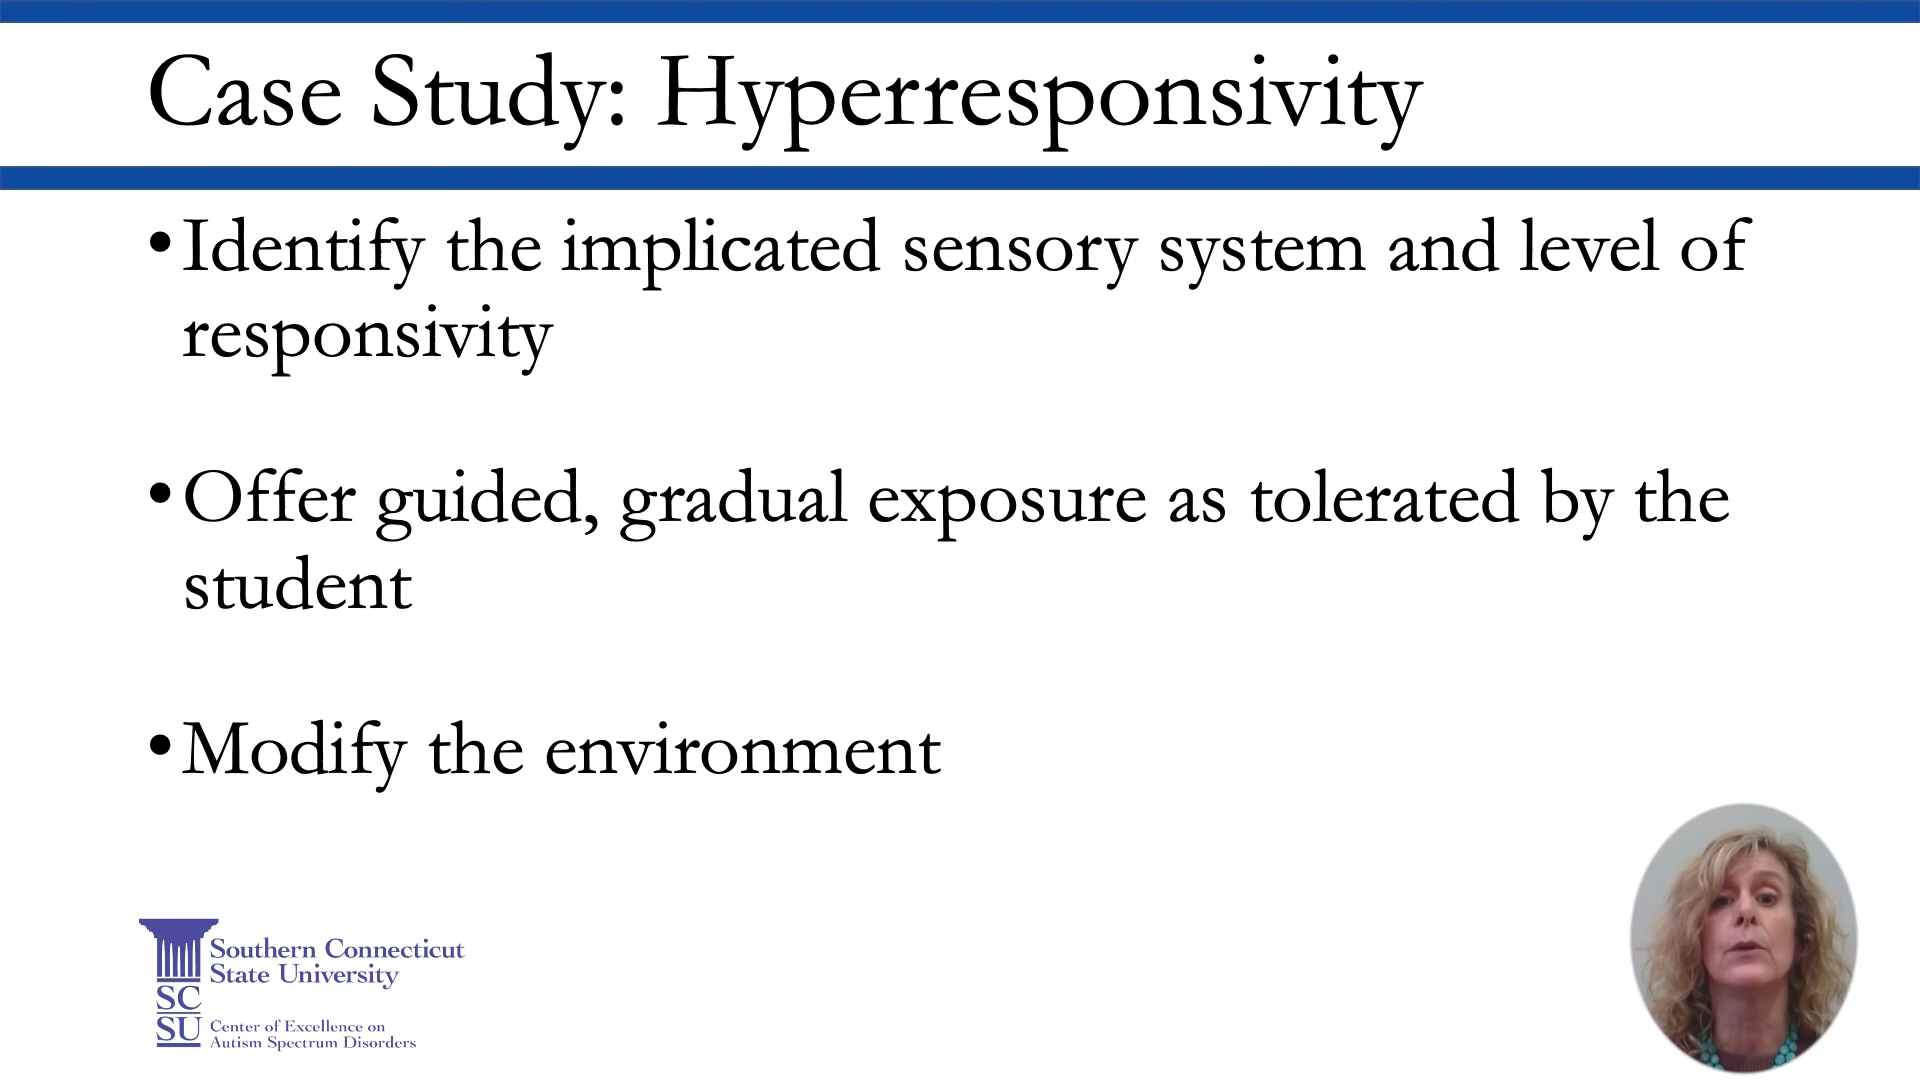 Case Study: Hyperresponsivity
•Identify the implicated sensory system and level of
responsivity
•Offer guided, gradual exposure as tolerated by the
student
•Modify the environment
Southern Connecticut
State University
SC
SU
Center of Excellence on
Autism Spectrum Disorders